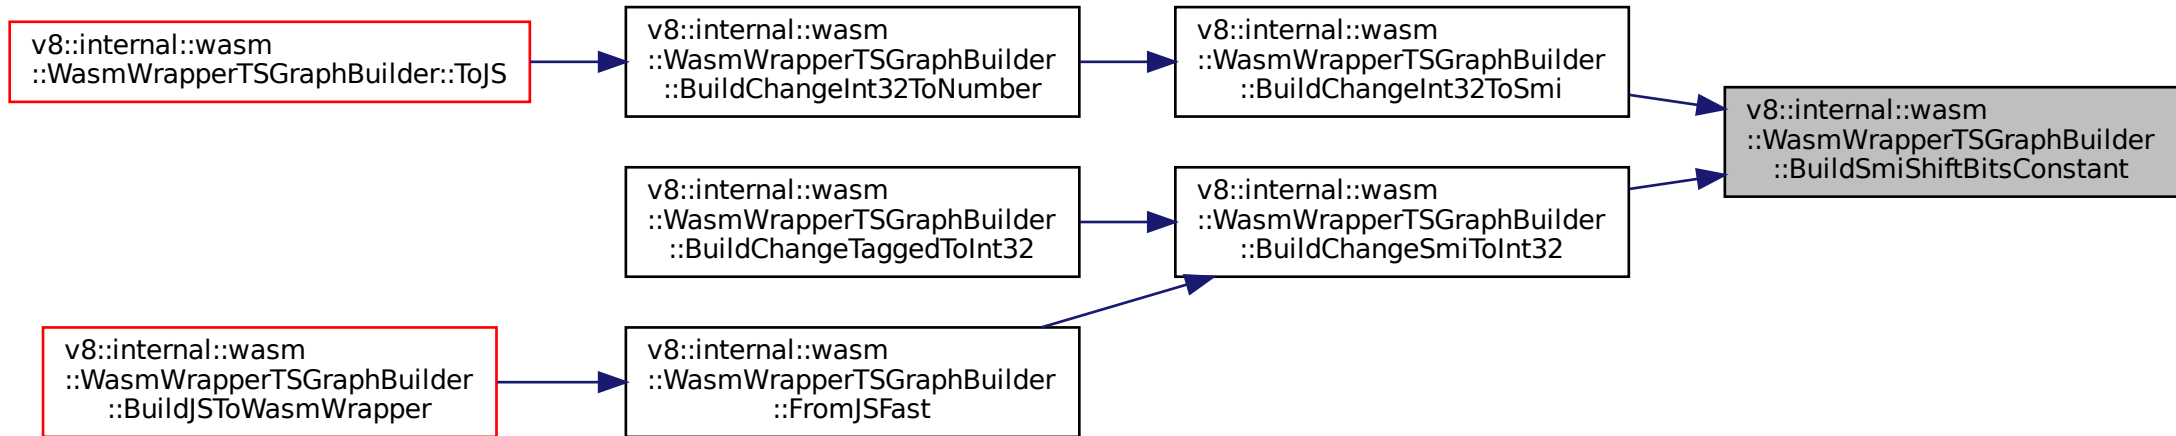 v8::internal::wasm
::WasmWrapperTSGraphBuilder::ToJS
v8::internal::wasm
::WasmWrapperTSGraphBuilder
::BuildChangeInt32ToNumber
v8::internal::wasm
::WasmWrapperTSGraphBuilder
::BuildChangeInt32ToSmi
v8::internal::wasm
::WasmWrapperTSGraphBuilder
::BuildSmiShiftBitsConstant
v8::internal::wasm
::WasmWrapperTSGraphBuilder
::BuildChangeTaggedToInt32
v8::internal::wasm
::WasmWrapperTSGraphBuilder
::BuildChangeSmiToInt32
v8::internal::wasm
::WasmWrapperTSGraphBuilder
::BuildJSToWasmWrapper
v8::internal::wasm
::WasmWrapperTSGraphBuilder
::FromJSFast